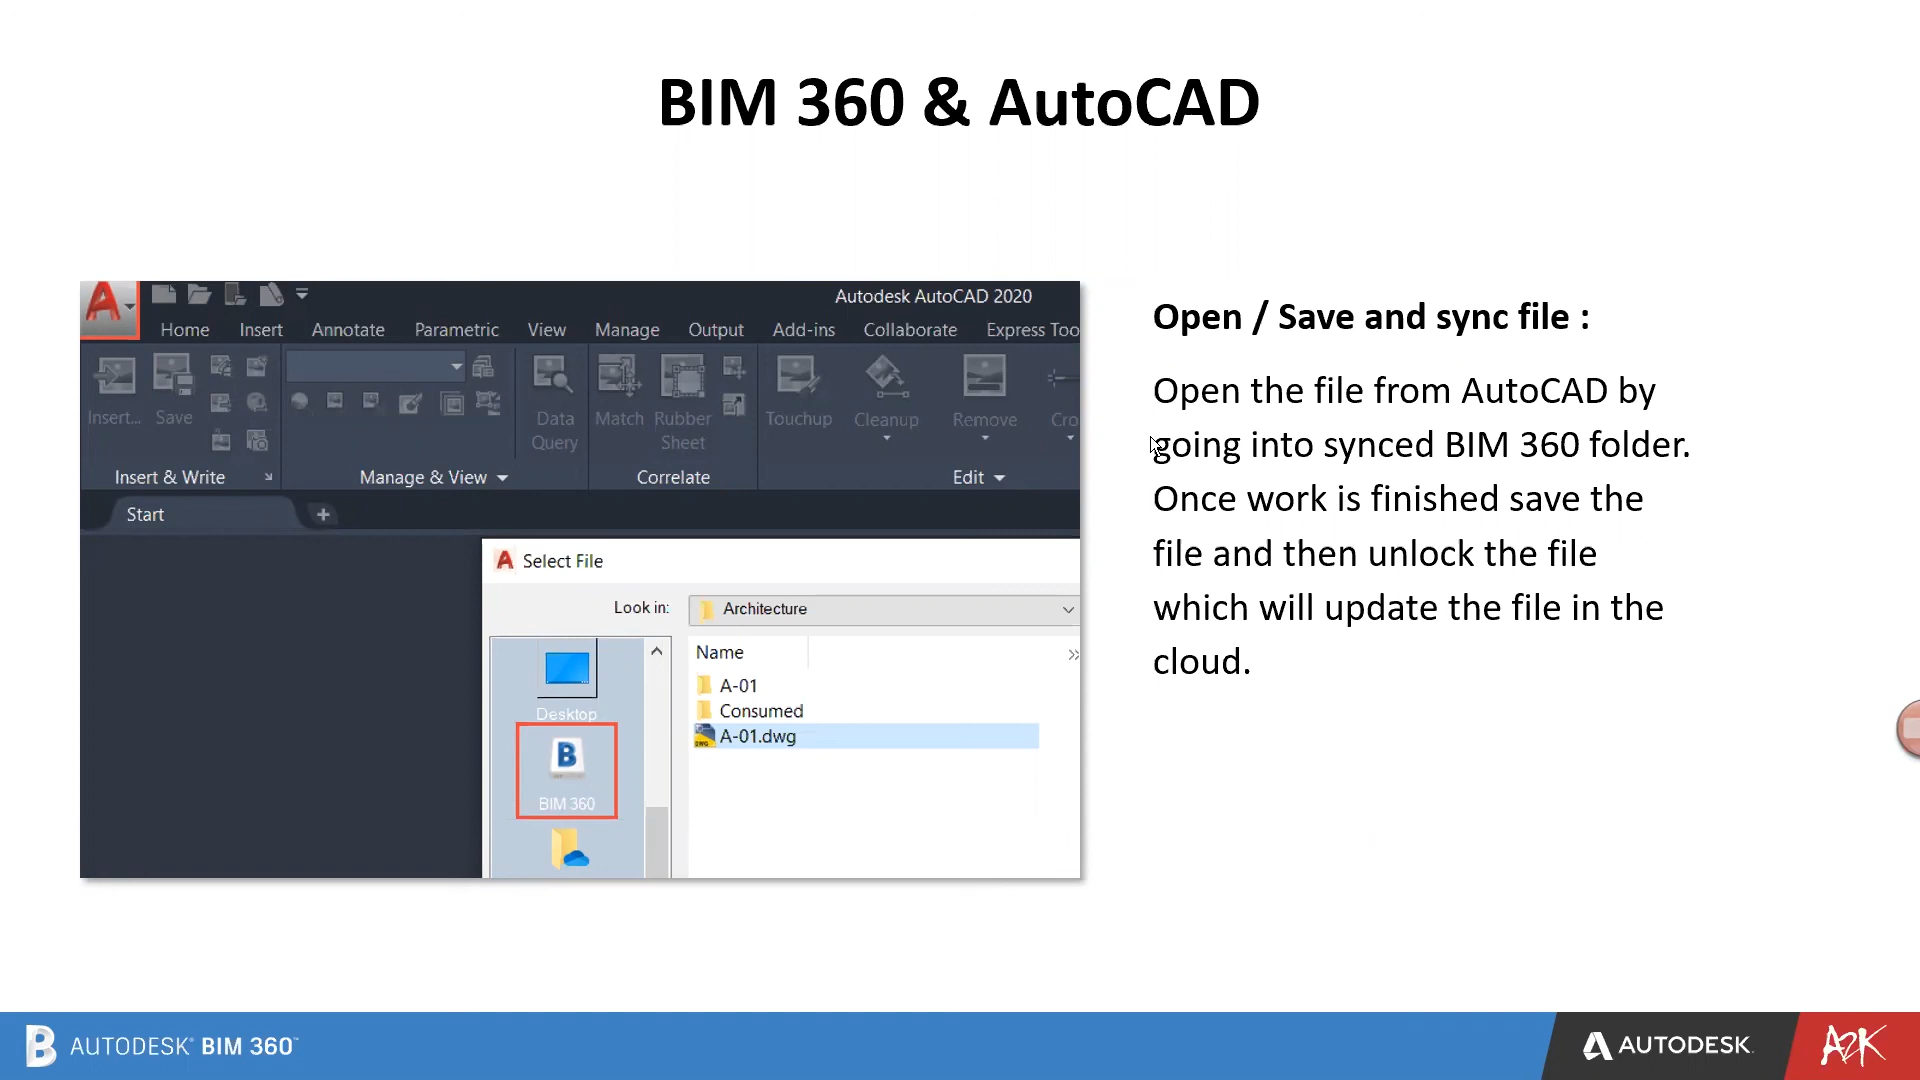 BIM 360 & AutoCAD
Autodesk AutoCAD 2020
Home Insert Annotate Parametric View Manage Output Add-ins Collaborate Express Too
Insert... Save Data Query Match Rubber Sheet Touchup Cleanup Remove Cro
Insert & Write Manage & View Correlate Edit
Start +
Select File
Look in: Architecture
Name
Desktop
BIM 360
A-01
Consumed
A-01.dwg
Open / Save and sync file :
Open the file from AutoCAD by
going into synced BIM 360 folder.
Once work is finished save the
file and then unlock the file
which will update the file in the
cloud.
AUTODESK® BIM 360™
AUTODESK.
A2K